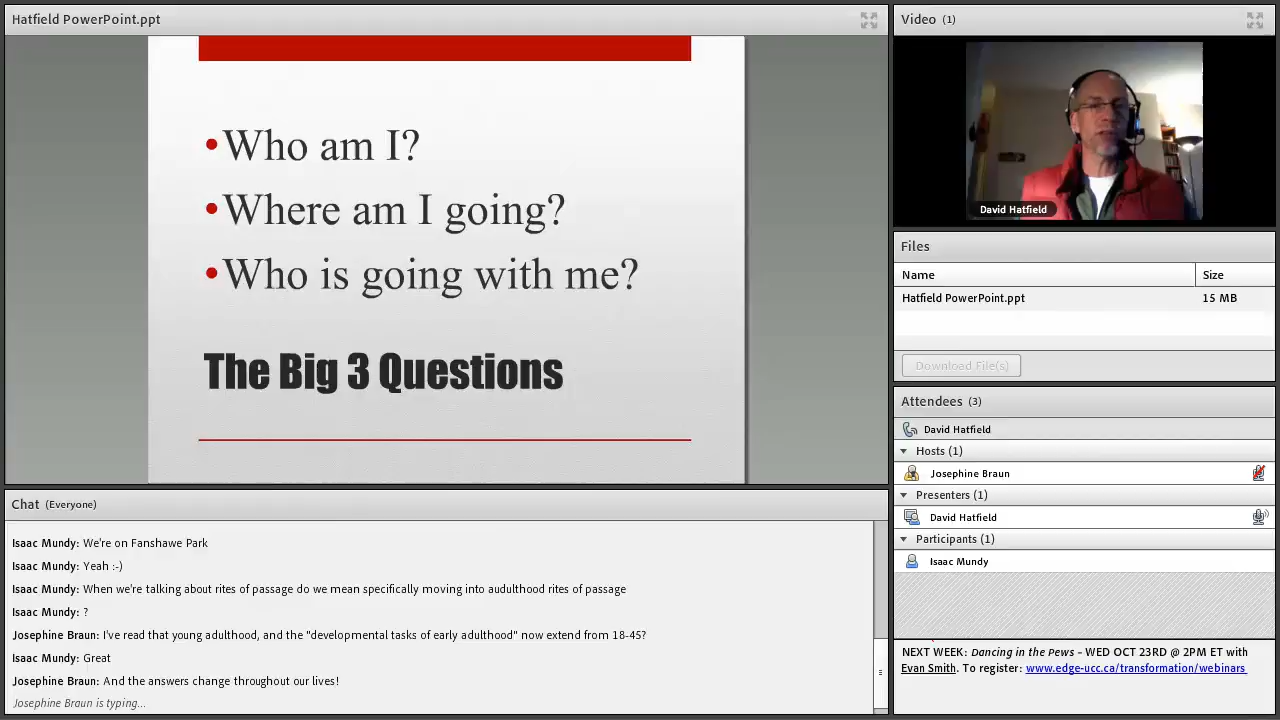 Hatfield PowerPoint.ppt
•Who am I?
•Where am I going?
•Who is going with me?
The Big 3 Questions
Chat (Everyone)
Isaac Mundy: We're on Fanshawe Park
Isaac Mundy: Yeah :-)
Isaac Mundy: When we're talking about rites of passage do we mean specifically moving into audulthood rites of passage
Isaac Mundy: ?
Josephine Braun: I've read that young adulthood, and the "developmental tasks of early adulthood" now extend from 18-45?
Isaac Mundy: Great
Josephine Braun: And the answers change throughout our lives!
Josephine Braun is typing...
Video (1)
David Hatfield
Files
Name Size
Hatfield PowerPoint.ppt 15 MB
Download File(s)
Attendees (3)
David Hatfield
Hosts (1)
Josephine Braun
Presenters (1)
David Hatfield
Participants (1)
Isaac Mundy
NEXT WEEK: Dancing in the Pews - WED OCT 23RD @ 2PM ET with
Evan Smith. To register: www.edge-ucc.ca/transformation/webinars